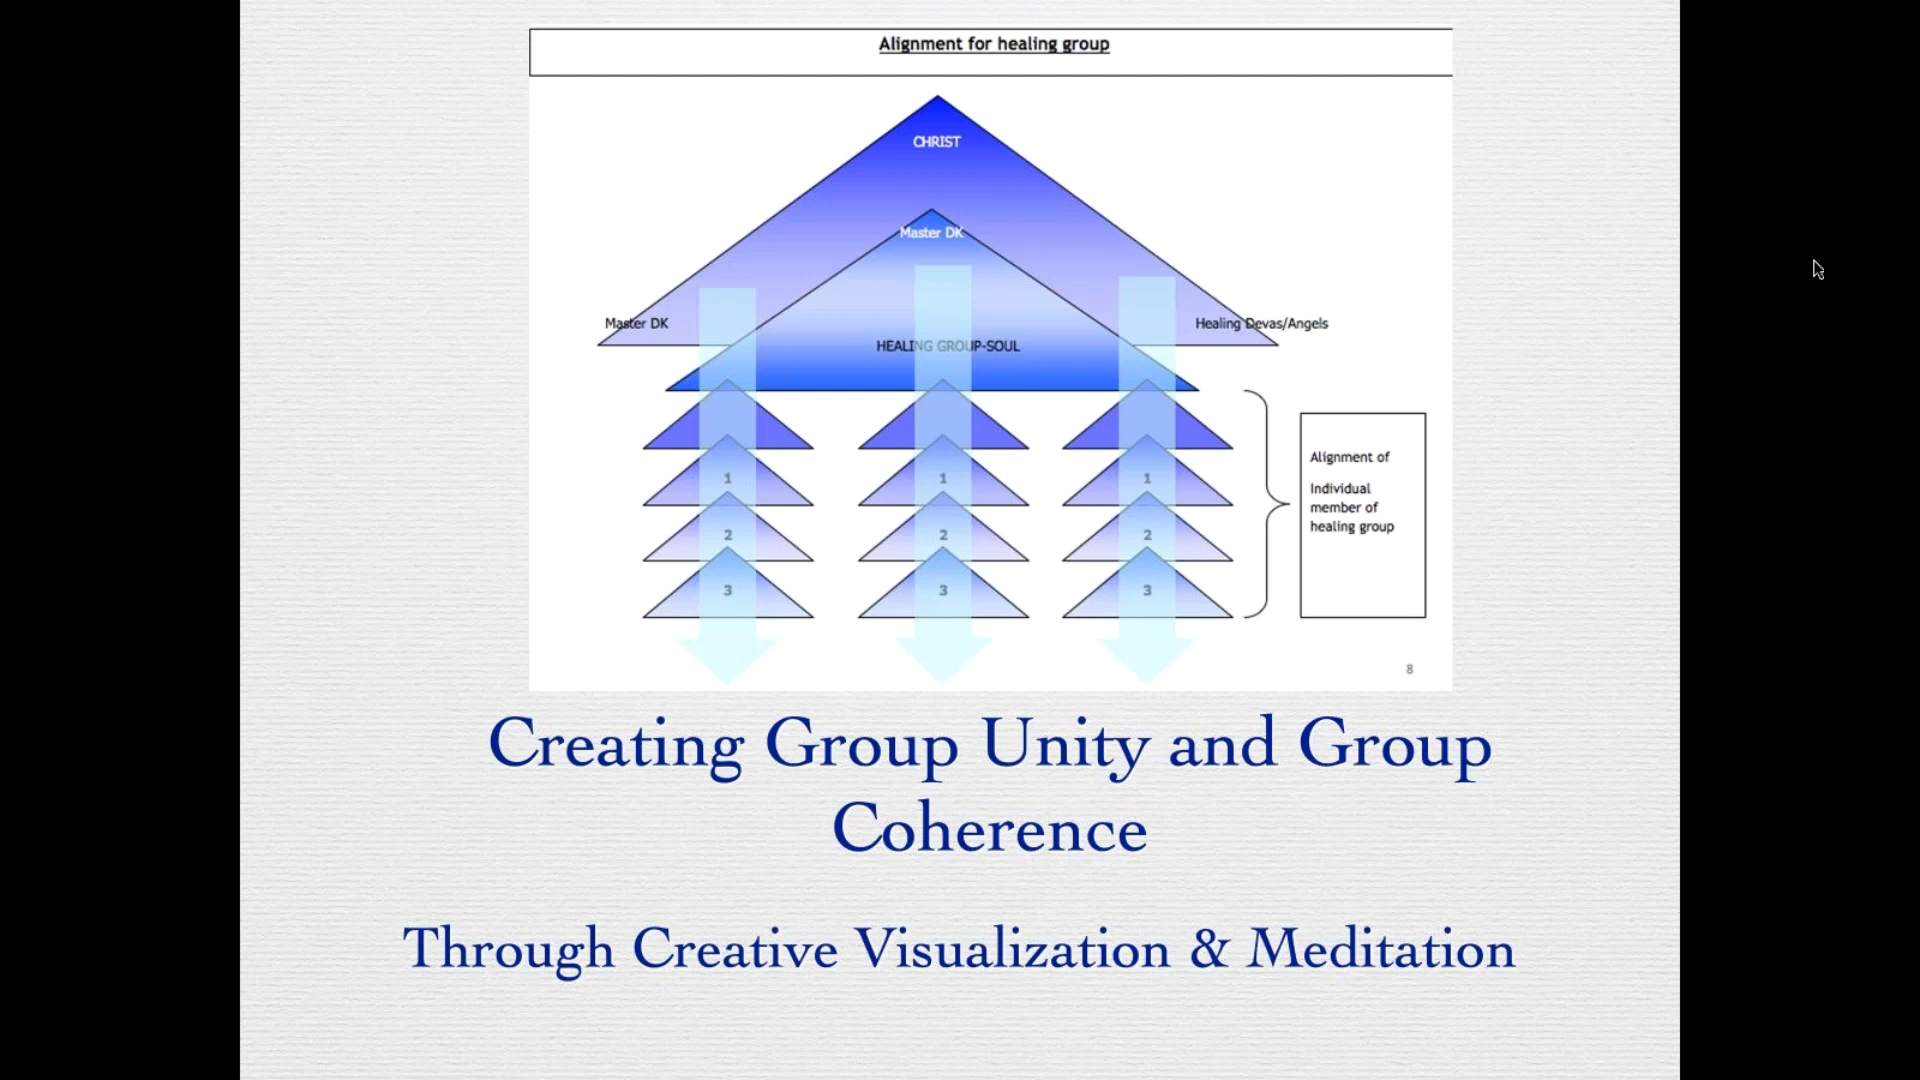 Alignment for healing group
CHRIST
Master DK
Master DK
Healing Devas/Angels
HEALING GROUP-SOUL
1 1 1
2 2 2
3 3 3
Alignment of
Individual
member of
healing group
8
Creating Group Unity and Group
Coherence
Through Creative Visualization & Meditation